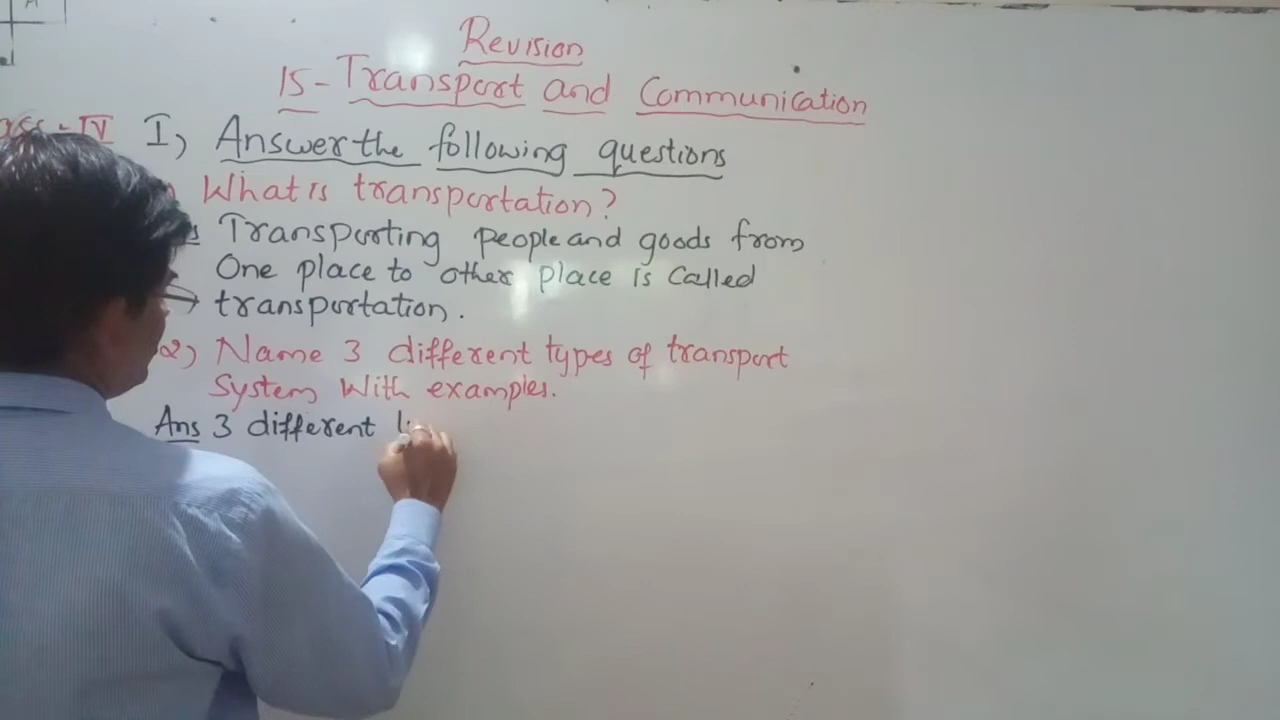 Revision
15-Transport and Communication
IV
I) Answer the following questions
What is transportation?
Transporting people and goods from
One place to other place is called
transportation.
2) Name 3 different types of transport
System With examples.
Ans 3 different